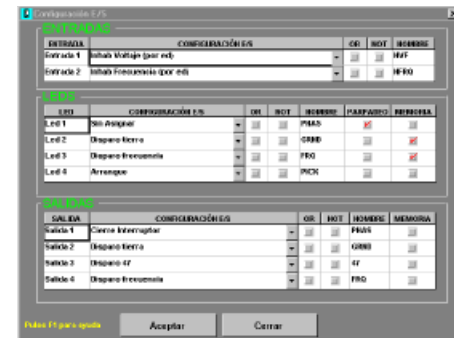 Configuración E/S
ENTRADAS
ENTRADA CONFIGURACIÓN E/S OR NOT NOMBRE
Entrada 1 Inhab Voltaje (por ed) HVF
Entrada 2 Inhab Frecuencia (por ed) HFRQ
LEDS
LED CONFIGURACIÓN E/S OR NOT NOMBRE PARPADEO MEMORIA
Led 1 Sin Asignar PHAS
Led 2 Disparo tierra GRND
Led 3 Disparo frecuencia FRQ
Led 4 Arranque PICK
SALIDAS
SALIDA CONFIGURACIÓN E/S OR NOT NOMBRE MEMORIA
Salida 1 Cierre Interruptor PHAS
Salida 2 Disparo tierra GRND
Salida 3 Disparo 47 47
Salida 4 Disparo frecuencia FRQ
Pulse F1 para ayuda Aceptar Cerrar